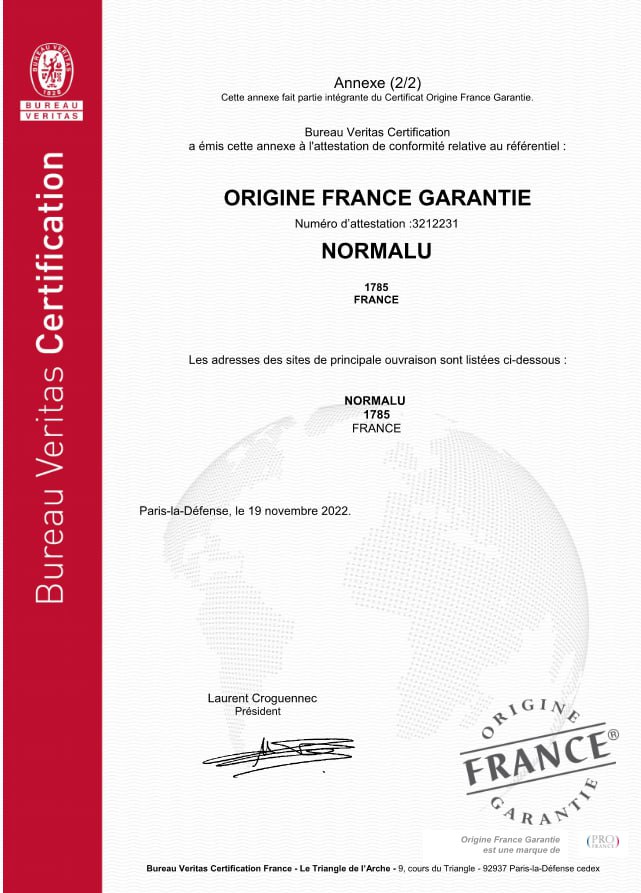 BUREAU VERITAS
1828
BUREAU
VERITAS
Bureau Veritas Certification
Annexe (2/2)
Cette annexe fait partie intégrante du Certificat Origine France Garantie.
Bureau Veritas Certification
a émis cette annexe à l'attestation de conformité relative au référentiel :
ORIGINE FRANCE GARANTIE
Numéro d'attestation :3212231
NORMALU
1785
FRANCE
Les adresses des sites de principale ouvraison sont listées ci-dessous :
NORMALU
1785
FRANCE
Paris-la-Défense, le 19 novembre 2022.
Laurent Croguennec
Président
ORIGINE
FRANCE®
GARANTIE
Origine France Garantie
est une marque de
(PRO
FRANCE)
Bureau Veritas Certification France - Le Triangle de l'Arche - 9, cours du Triangle - 92937 Paris-la-Défense cedex